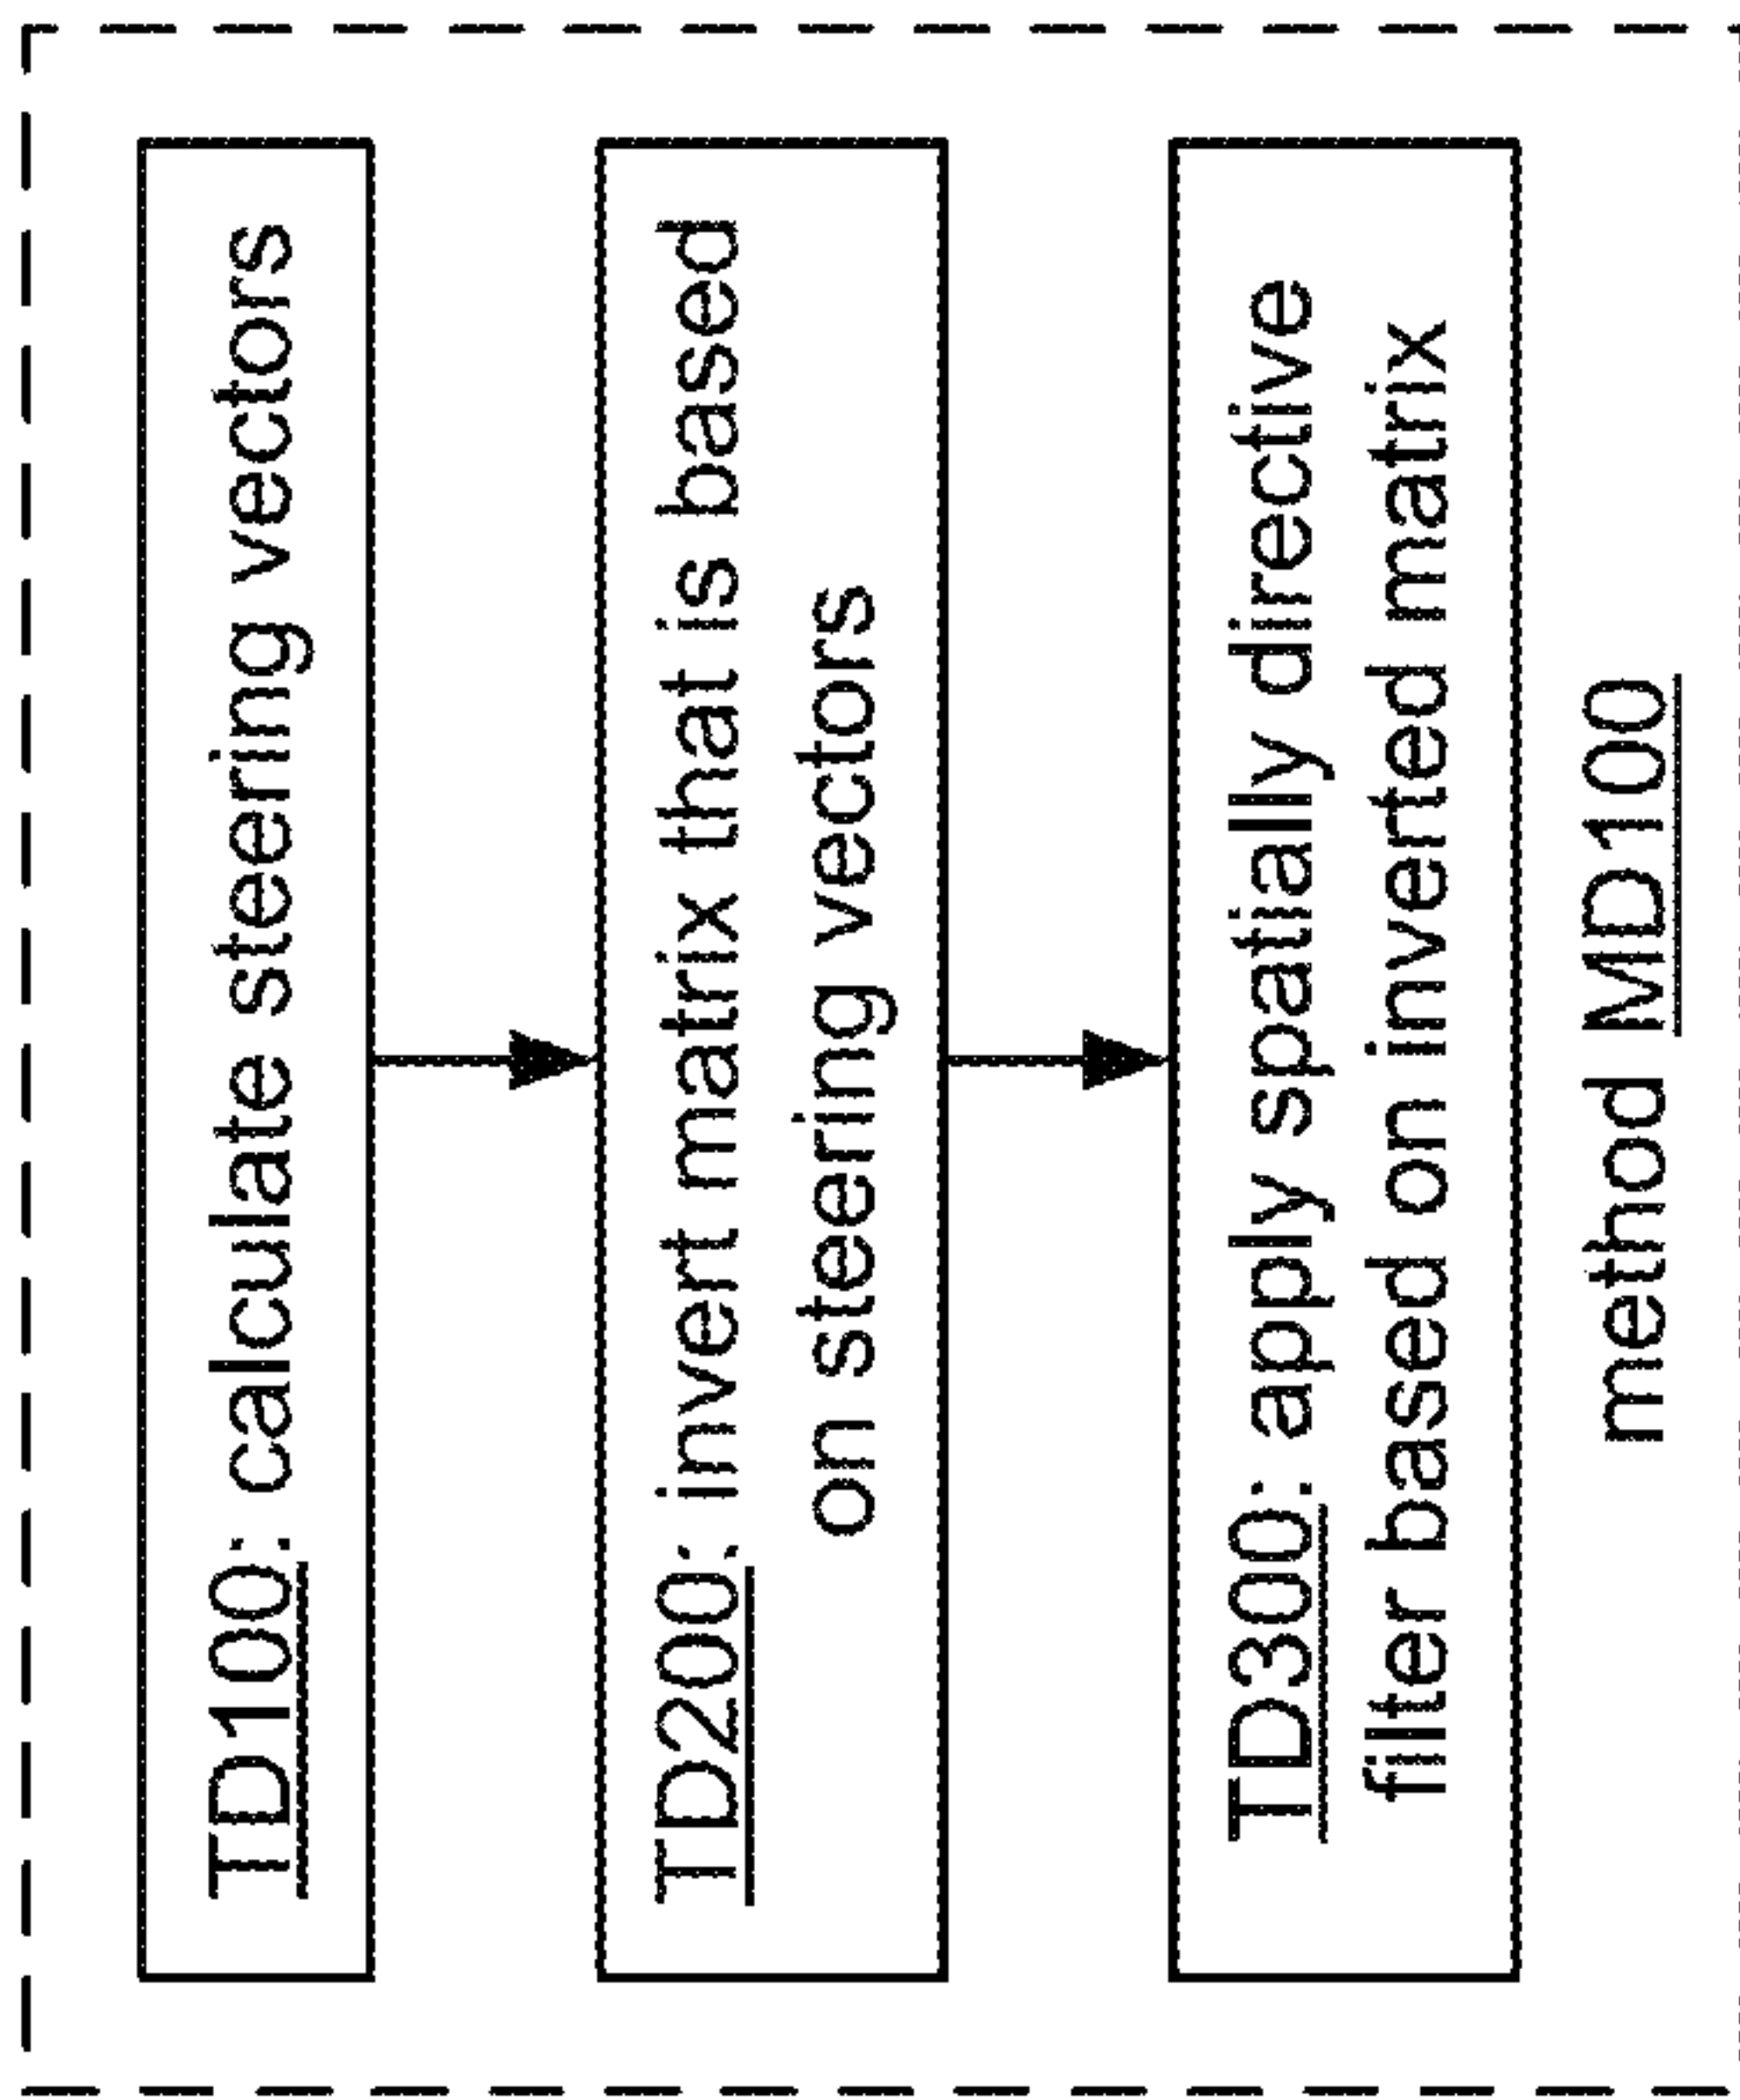 TD100: calculate steering vectors
TD200: invert matrix that is based
on steering vectors
TD300: apply spatially directive
filter based on inverted matrix
method MD100